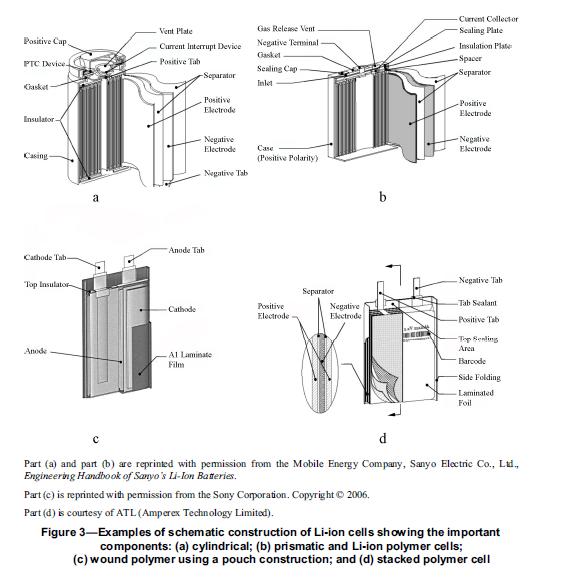 Positive Cap
PTC Device
Gasket
Insulator
Casing
Vent Plate
Current Interrupt Device
Positive Tab
Separator
Positive
Electrode
Negative
Electrode
Negative Tab
a
Gas Release Vent
Negative Terminal
Gasket
Sealing Cap
Inlet
Case
(Positive Polarity)
Current Collector
Sealing Plate
Insulation Plate
Spacer
Separator
Positive
Electrode
Negative
Electrode
b
Cathode Tab
Top Insulator
Anode
Anode Tab
Cathode
A1 Laminate
Film
c
Separator
Positive
Electrode
Negative
Electrode
Negative Tab
Tab Sealant
Positive Tab
Top Sealing
Area
Barcode
Side Folding
Laminated
Foil
d
Part (a) and part (b) are reprinted with permission from the Mobile Energy Company, Sanyo Electric Co., Ltd.,
Engineering Handbook of Sanyo's Li-Ion Batteries.
Part (c) is reprinted with permission from the Sony Corporation. Copyright © 2006.
Part (d) is courtesy of ATL (Amperex Technology Limited).
Figure 3—Examples of schematic construction of Li-ion cells showing the important
components: (a) cylindrical; (b) prismatic and Li-ion polymer cells;
(c) wound polymer using a pouch construction; and (d) stacked polymer cell